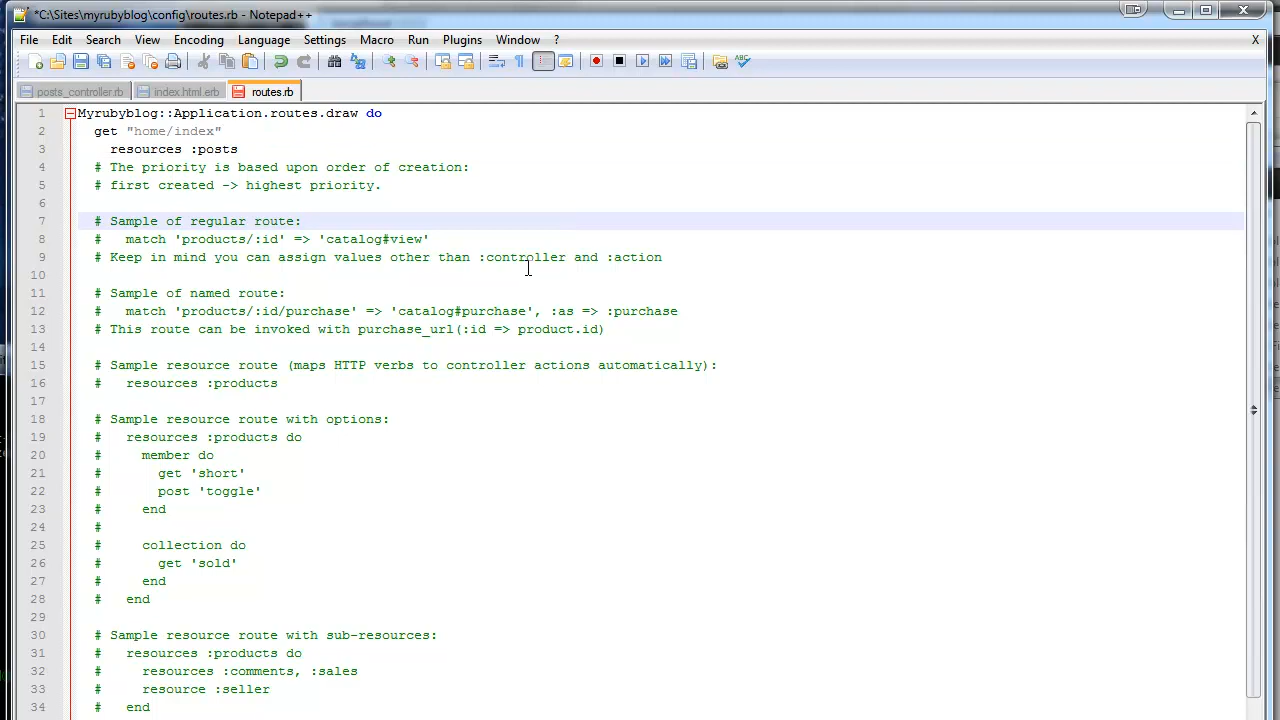 *C:\Sites\myrubyblog\config\routes.rb - Notepad++
File Edit Search View Encoding Language Settings Macro Run Plugins Window ? X
posts_controller.rb index.html.erb routes.rb
1 Myrubyblog::Application.routes.draw do
2 get "home/index"
3 resources :posts
4 # The priority is based upon order of creation:
5 # first created -> highest priority.
6
7 # Sample of regular route:
8 # match 'products/:id' => 'catalog#view'
9 # Keep in mind you can assign values other than :controller and :action
10
11 # Sample of named route:
12 # match 'products/:id/purchase' => 'catalog#purchase', :as => :purchase
13 # This route can be invoked with purchase_url(:id => product.id)
14
15 # Sample resource route (maps HTTP verbs to controller actions automatically):
16 # resources :products
17
18 # Sample resource route with options:
19 # resources :products do
20 # member do
21 # get 'short'
22 # post 'toggle'
23 # end
24 #
25 # collection do
26 # get 'sold'
27 # end
28 # end
29
30 # Sample resource route with sub-resources:
31 # resources :products do
32 # resources :comments, :sales
33 # resource :seller
34 # end